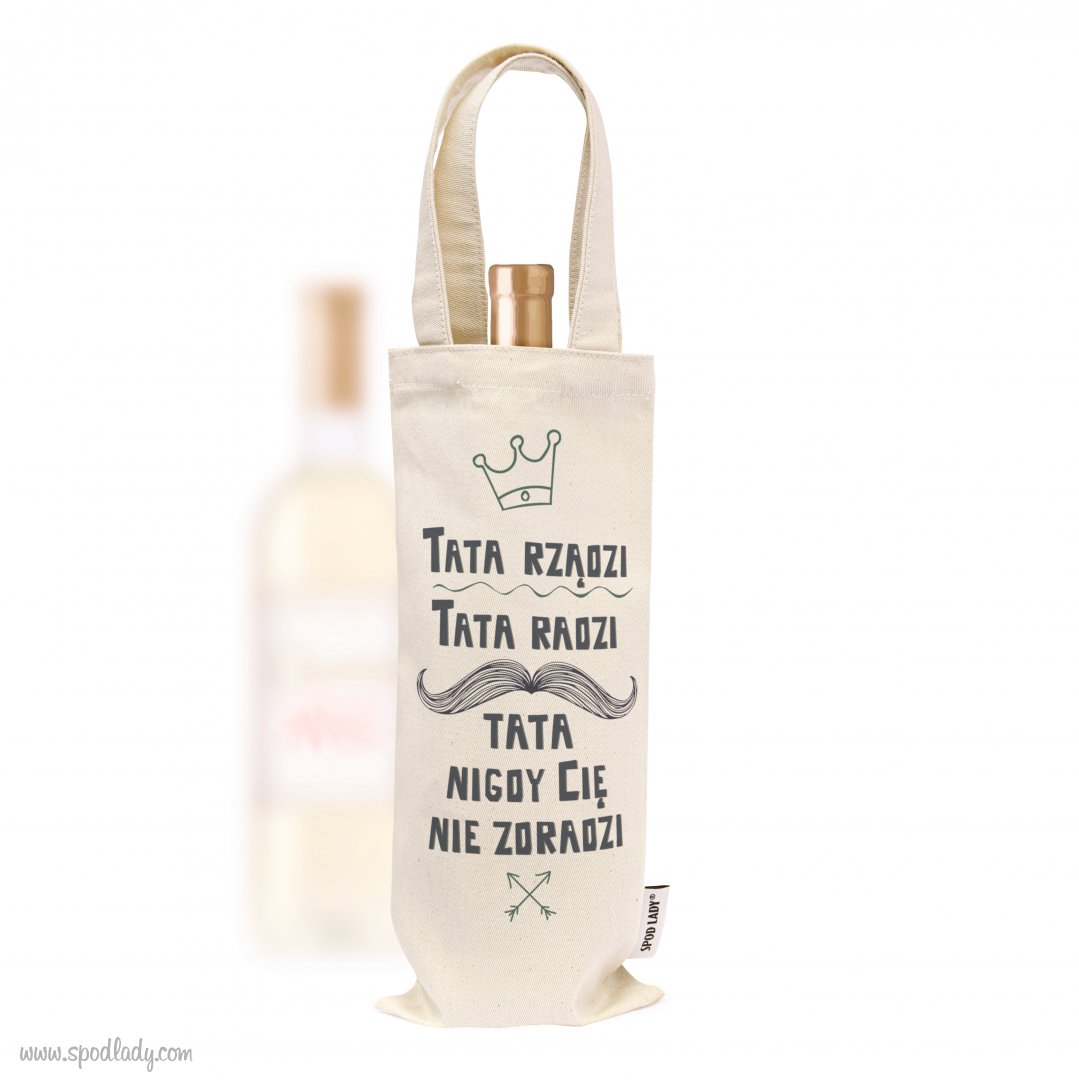 Tata rządzi
Tata radzi
tata
nigdy Cię
nie zdradzi
SPOD LADY®
www.spodlady.com